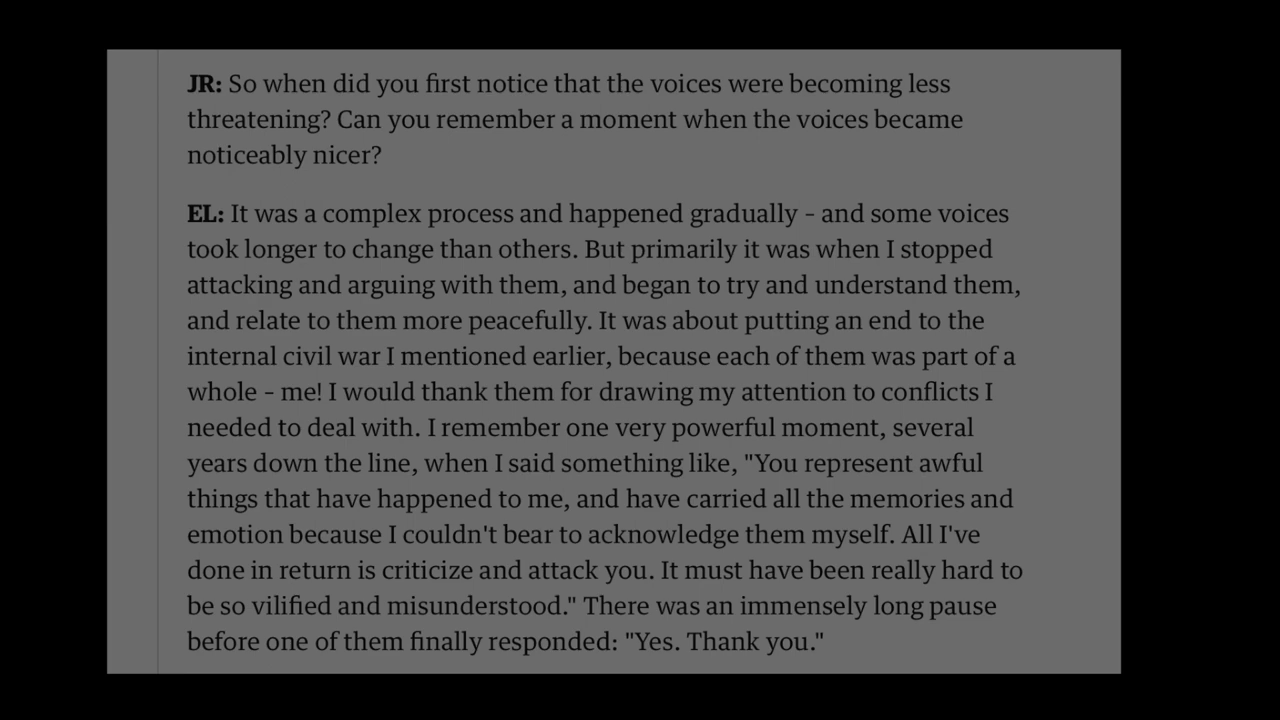 JR: So when did you first notice that the voices were becoming less
threatening? Can you remember a moment when the voices became
noticeably nicer?
EL: It was a complex process and happened gradually – and some voices
took longer to change than others. But primarily it was when I stopped
attacking and arguing with them, and began to try and understand them,
and relate to them more peacefully. It was about putting an end to the
internal civil war I mentioned earlier, because each of them was part of a
whole – me! I would thank them for drawing my attention to conflicts I
needed to deal with. I remember one very powerful moment, several
years down the line, when I said something like, "You represent awful
things that have happened to me, and have carried all the memories and
emotion because I couldn't bear to acknowledge them myself. All I've
done in return is criticize and attack you. It must have been really hard to
be so vilified and misunderstood." There was an immensely long pause
before one of them finally responded: "Yes. Thank you."